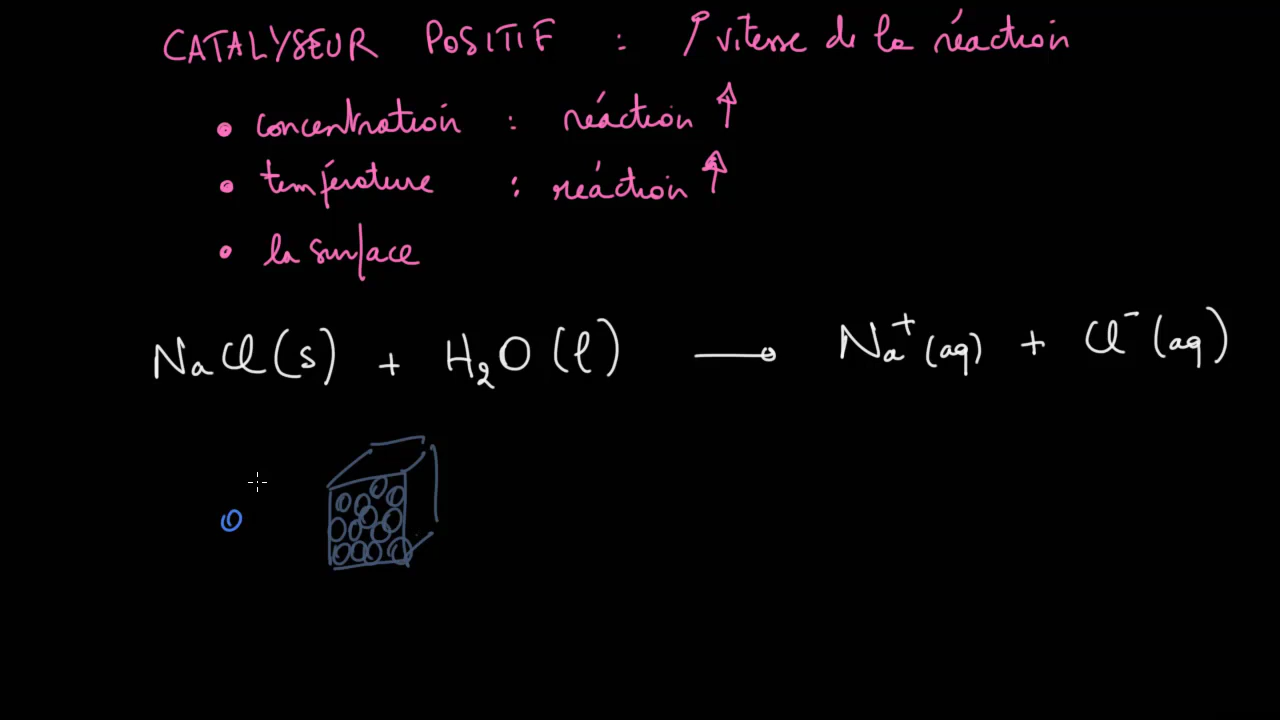 CATALYSEUR POSITIF : ↑ vitesse de la réaction
• concentration : réaction ↑
• température : réaction ↑
• la surface
NaCl(s) + H₂O(l) ⟶ Na⁺(aq) + Cl⁻(aq)